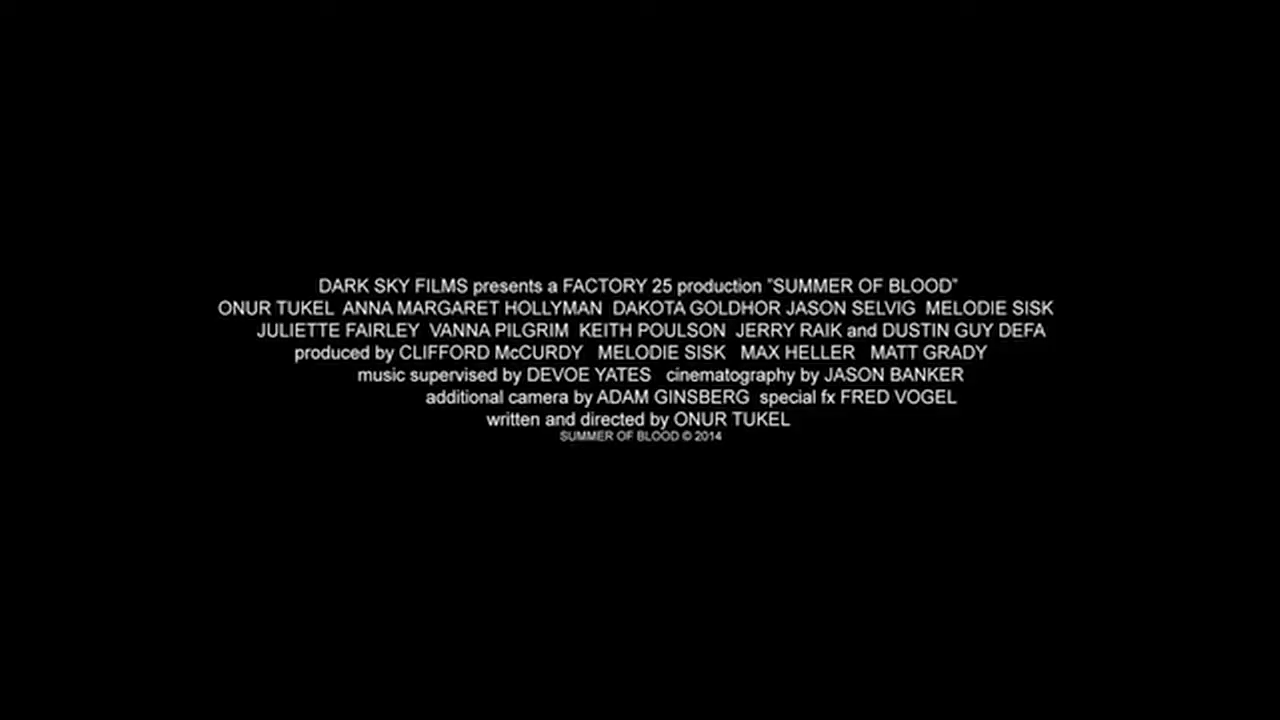 DARK SKY FILMS presents a FACTORY 25 production "SUMMER OF BLOOD"
ONUR TUKEL ANNA MARGARET HOLLYMAN DAKOTA GOLDHOR JASON SELVIG MELODIE SISK
JULIETTE FAIRLEY VANNA PILGRIM KEITH POULSON JERRY RAIK and DUSTIN GUY DEFA
produced by CLIFFORD McCURDY MELODIE SISK MAX HELLER MATT GRADY
music supervised by DEVOE YATES cinematography by JASON BANKER
additional camera by ADAM GINSBERG special fx FRED VOGEL
written and directed by ONUR TUKEL
SUMMER OF BLOOD © 2014